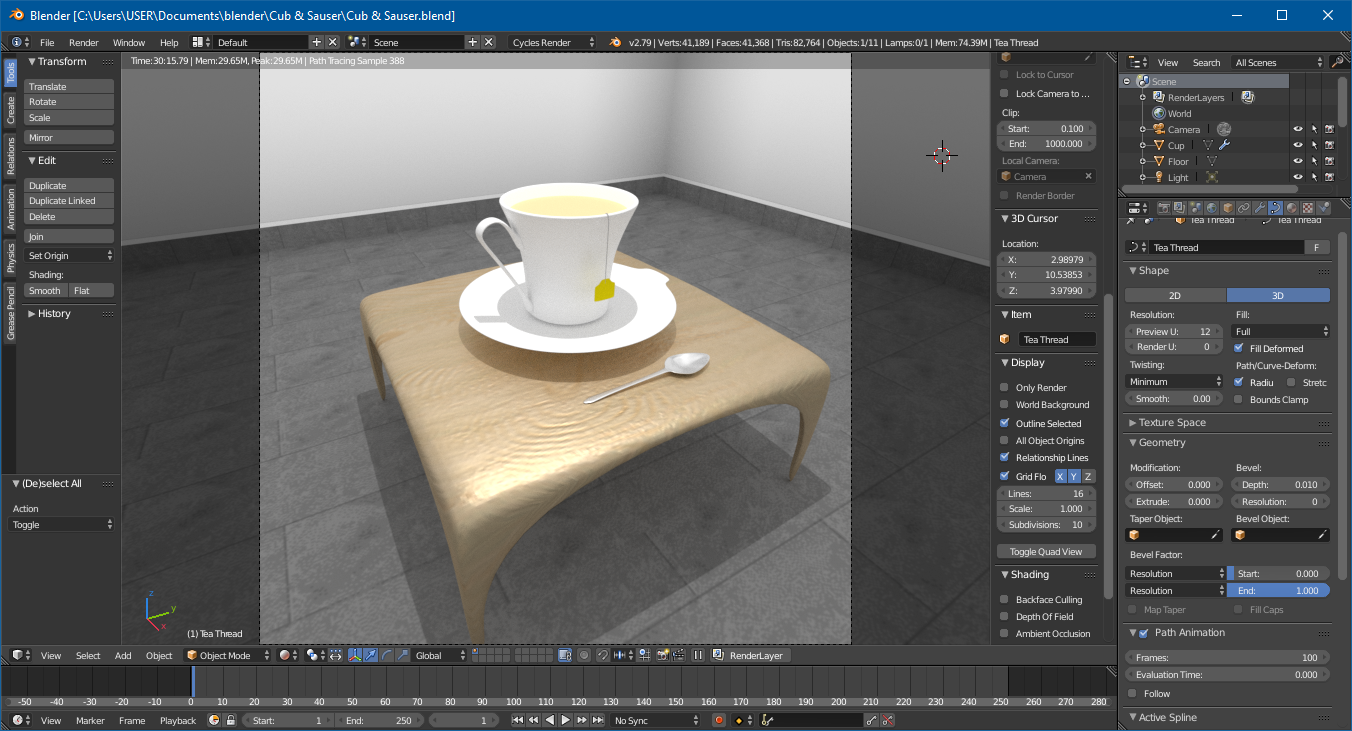 Blender [C:\Users\USER\Documents\blender\Cub & Sauser\Cub & Sauser.blend]
File Render Window Help Default Scene Cycles Render v2.79 | Verts:41,189 | Faces:41,368 | Tris:82,764 | Objects:1/11 | Lamps:0/1 | Mem:74.39M | Tea Thread
Tools
Create
Relations
Animation
Physics
Grease Pencil
Transform
Translate
Rotate
Scale
Mirror
Edit
Duplicate
Duplicate Linked
Delete
Join
Set Origin
Shading:
Smooth Flat
History
(De)select All
Action
Toggle
Time:30:15.79 | Mem:29.65M, Peak:29.65M | Path Tracing Sample 388
z
y
x
(1) Tea Thread
Lock to Cursor
Lock Camera to ...
Clip:
Start: 0.100
End: 1000.000
Local Camera:
Camera
Render Border
3D Cursor
Location:
X: 2.98979
Y: 10.53853
Z: 3.97990
Item
Tea Thread
Display
Only Render
World Background
Outline Selected
All Object Origins
Relationship Lines
Grid Flo X Y Z
Lines: 16
Scale: 1.000
Subdivisions: 10
Toggle Quad View
Shading
Backface Culling
Depth Of Field
Ambient Occlusion
View Search All Scenes
Scene
RenderLayers
World
Camera
Cup
Floor
Light
Tea Thread Tea Thread
Tea Thread F
Shape
2D 3D
Resolution: Fill:
Preview U: 12 Full
Render U: 0 Fill Deformed
Twisting: Path/Curve-Deform:
Minimum Radiu Stretc
Smooth: 0.00 Bounds Clamp
Texture Space
Geometry
Modification: Bevel:
Offset: 0.000 Depth: 0.010
Extrude: 0.000 Resolution: 0
Taper Object: Bevel Object:
Bevel Factor:
Resolution Start: 0.000
Resolution End: 1.000
Map Taper Fill Caps
Path Animation
Frames: 100
Evaluation Time: 0.000
Follow
Active Spline
View Select Add Object Object Mode Global RenderLayer
-50 -40 -30 -20 -10 0 10 20 30 40 50 60 70 80 90 100 110 120 130 140 150 160 170 180 190 200 210 220 230 240 250 260 270 280
View Marker Frame Playback Start: 1 End: 250 1 No Sync